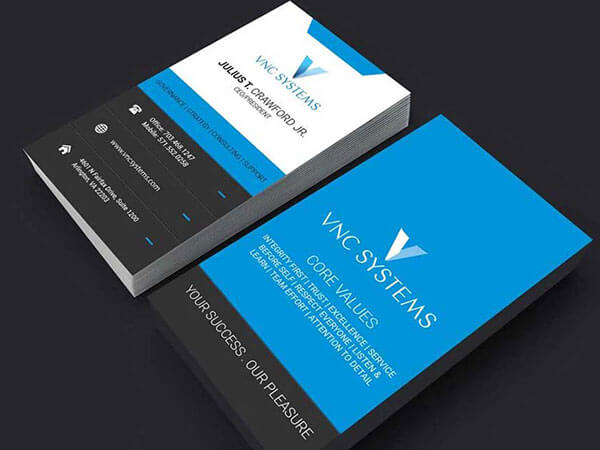 VNC SYSTEMS
JULIUS T. CRAWFORD JR.
CEO/PRESIDENT
GOVERNANCE | STRATEGY | CONSULTING | SUPPORT
Office: 703.468.1247
Mobile: 571.552.0258
www.vncsystems.com
4601 N Fairfax Drive, Suite 1200
Arlington, VA 22203
VNC SYSTEMS
CORE VALUES
INTEGRITY FIRST | TRUST | EXCELLENCE | SERVICE
BEFORE SELF | RESPECT EVERYONE | LISTEN &
LEARN | TEAM EFFORT | ATTENTION TO DETAIL
YOUR SUCCESS . OUR PLEASURE